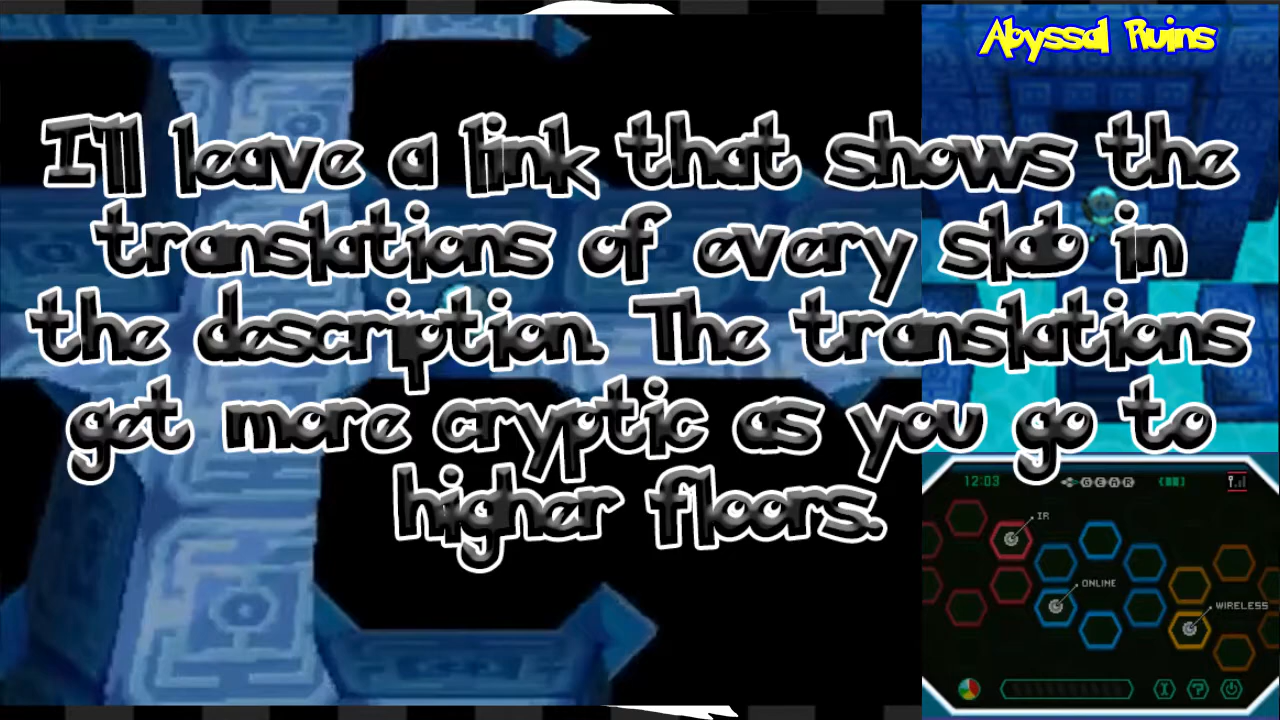 Abyssal Ruins
I'll leave a link that shows the
translations of every slab in
the description. The translations
get more cryptic as you go to
higher floors.
12:03
C GEAR
IR
ONLINE
WIRELESS